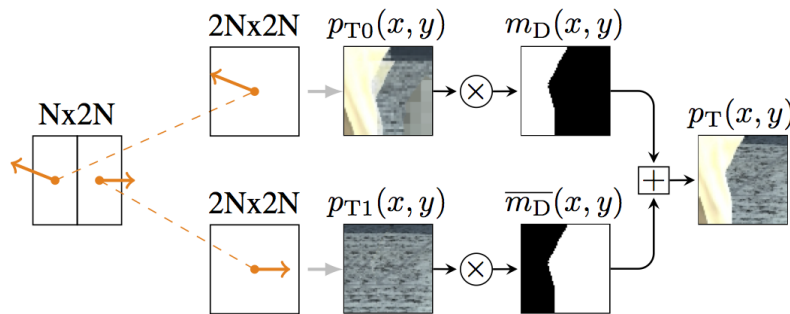 2Nx2N p_T0(x, y) m_D(x, y)
Nx2N
p_T(x, y)
2Nx2N p_T1(x, y) \overline{m_D}(x, y)